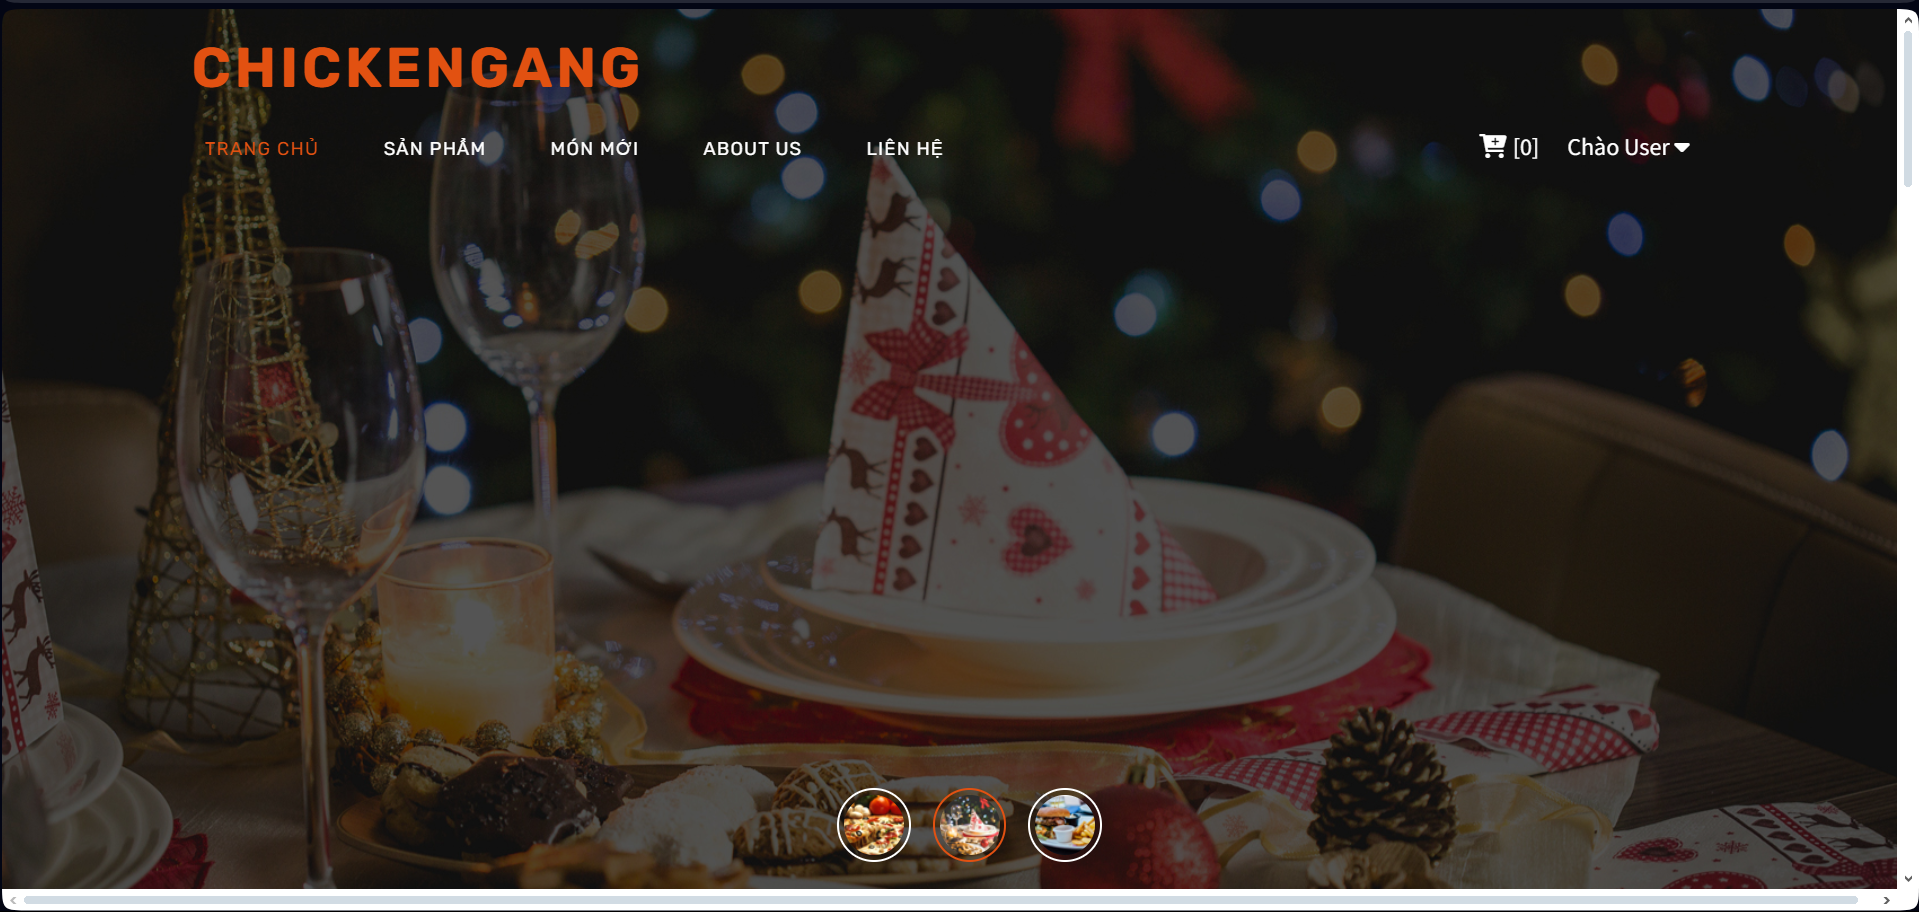 CHICKENGANG
TRANG CHỦ SẢN PHẨM MÓN MỚI ABOUT US LIÊN HỆ [0] Chào User